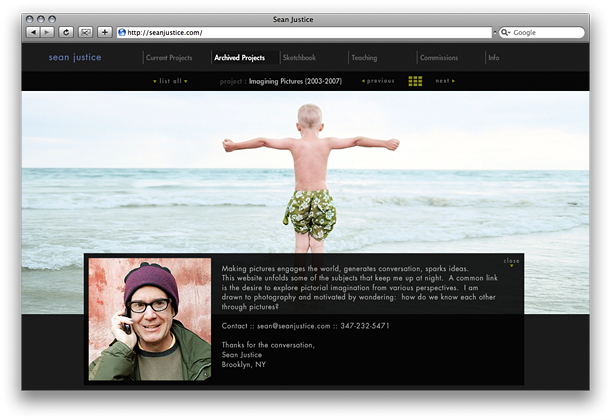 Sean Justice
http://seanjustice.com/
Google
sean justice
Current Projects
Archived Projects
Sketchbook
Teaching
Commissions
Info
list all
project : Imagining Pictures (2003-2007)
previous
next
close
Making pictures engages the world, generates conversation, sparks ideas.
This website unfolds some of the subjects that keep me up at night. A common link
is the desire to explore pictorial imagination from various perspectives. I am
drawn to photography and motivated by wondering: how do we know each other
through pictures?
Contact :: sean@seanjustice.com :: 347-232-5471
Thanks for the conversation,
Sean Justice
Brooklyn, NY